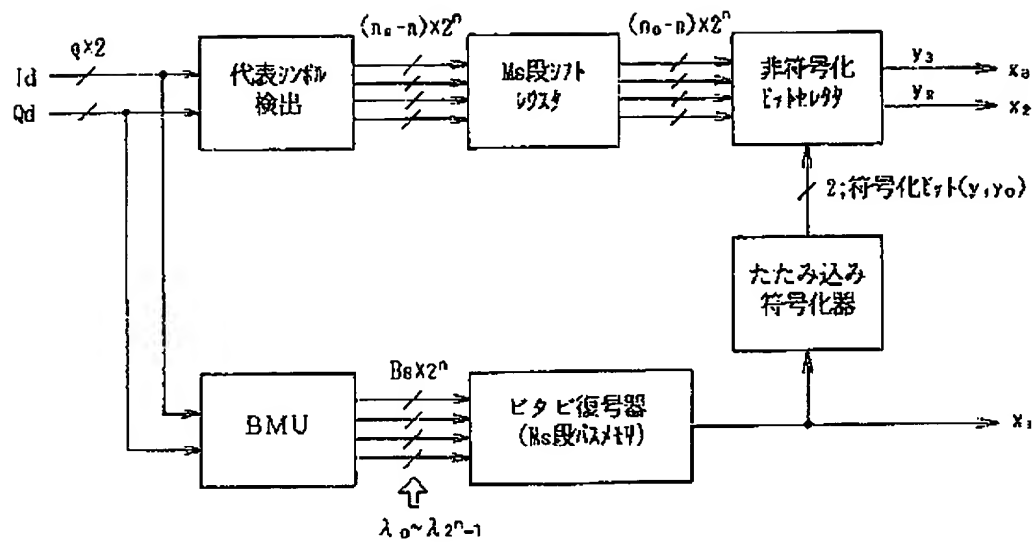 (nₛ-n)×2ⁿ
(n₀-n)×2ⁿ
q×2
Id
Qd
代表シンボル
検出
Ms段シフト
レジスタ
非符号化
ビットセレクタ
y₃
x₃
y₂
x₂
2;符号化ビット(y₁y₀)
たたみ込み
符号化器
Bs×2ⁿ
BMU
ビタビ復号器
(Ms段パスメモリ)
x₁
λ₀~λ₂ⁿ₋₁